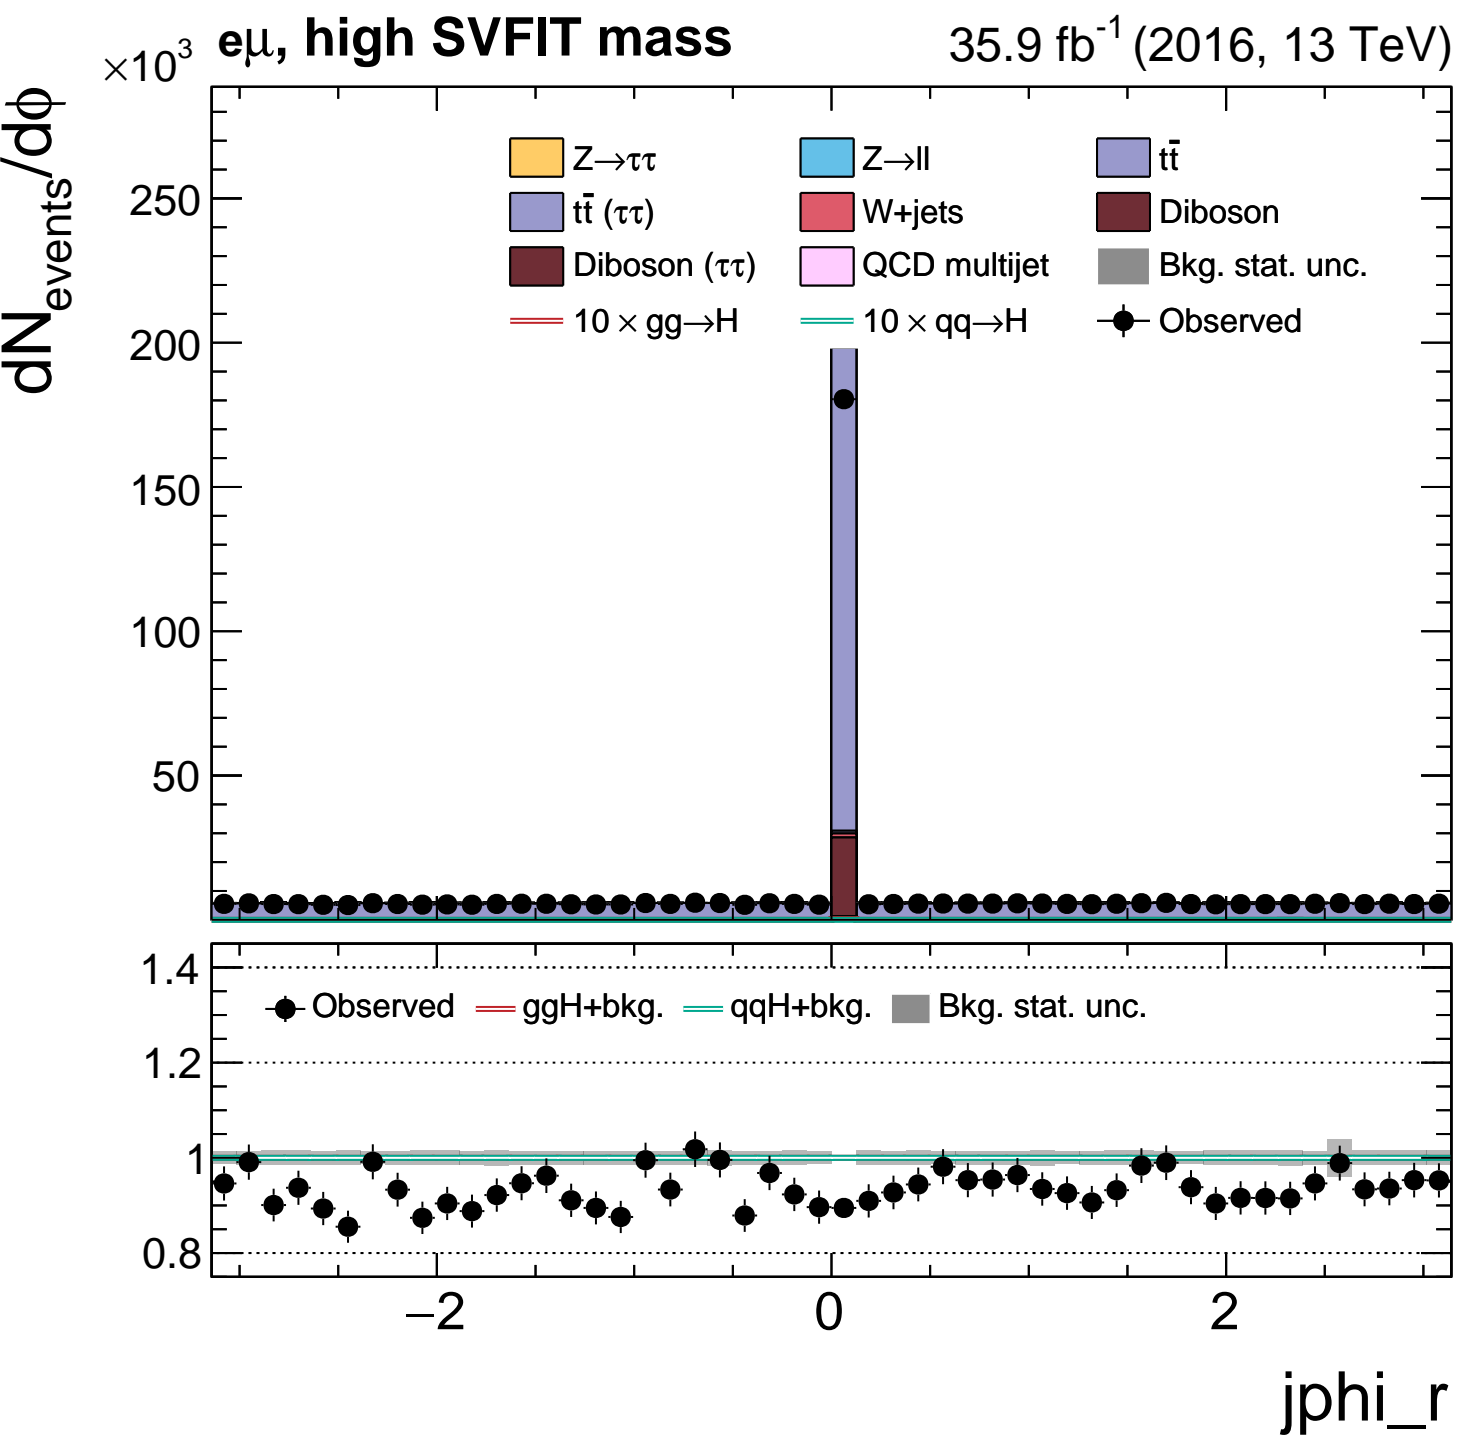 ×10³ eμ, high SVFIT mass 35.9 fb⁻¹ (2016, 13 TeV)
dN_events/dϕ
Z→ττ Z→ll tt̄
tt̄ (ττ) W+jets Diboson
Diboson (ττ) QCD multijet Bkg. stat. unc.
10 × gg→H 10 × qq→H Observed
250
200
150
100
50
1.4
Observed ggH+bkg. qqH+bkg. Bkg. stat. unc.
1.2
1
0.8
−2 0 2
jphi_r